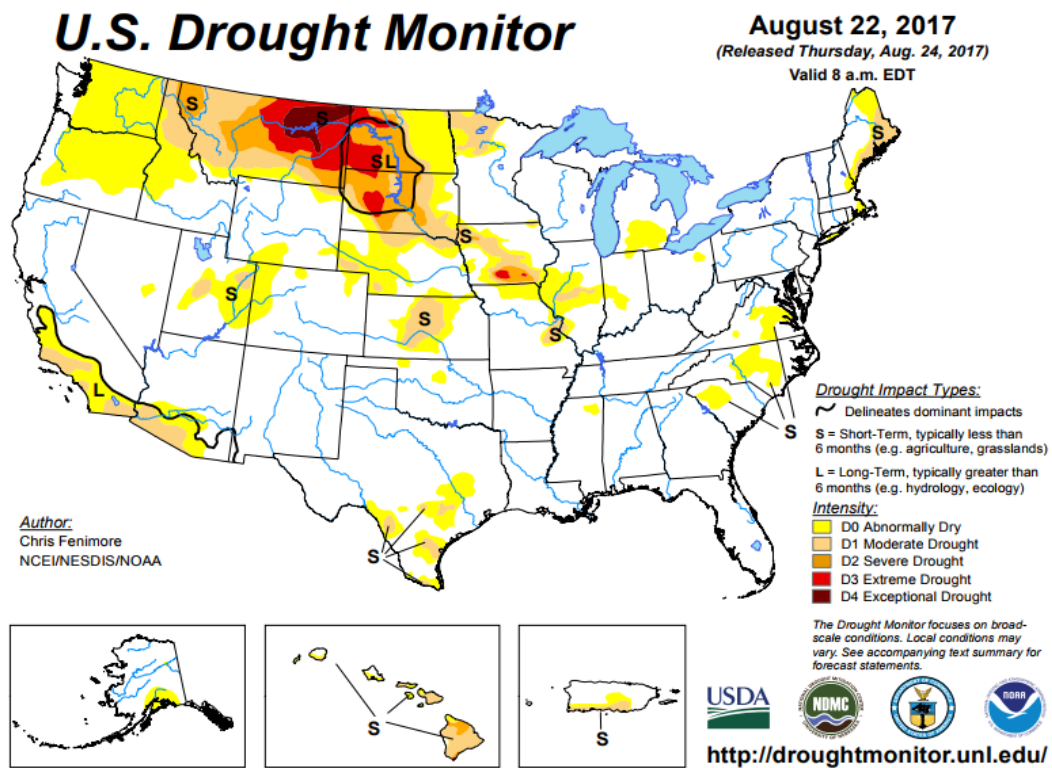 U.S. Drought Monitor
August 22, 2017
(Released Thursday, Aug. 24, 2017)
Valid 8 a.m. EDT
S
S
SL
S
S
S
S
S
L
S
S
Drought Impact Types:
Delineates dominant impacts
S = Short-Term, typically less than
6 months (e.g. agriculture, grasslands)
L = Long-Term, typically greater than
6 months (e.g. hydrology, ecology)
Intensity:
D0 Abnormally Dry
D1 Moderate Drought
D2 Severe Drought
D3 Extreme Drought
D4 Exceptional Drought
Author:
Chris Fenimore
NCEI/NESDIS/NOAA
S
S
The Drought Monitor focuses on broad-
scale conditions. Local conditions may
vary. See accompanying text summary for
forecast statements.
USDA
NDMC
NOAA
http://droughtmonitor.unl.edu/